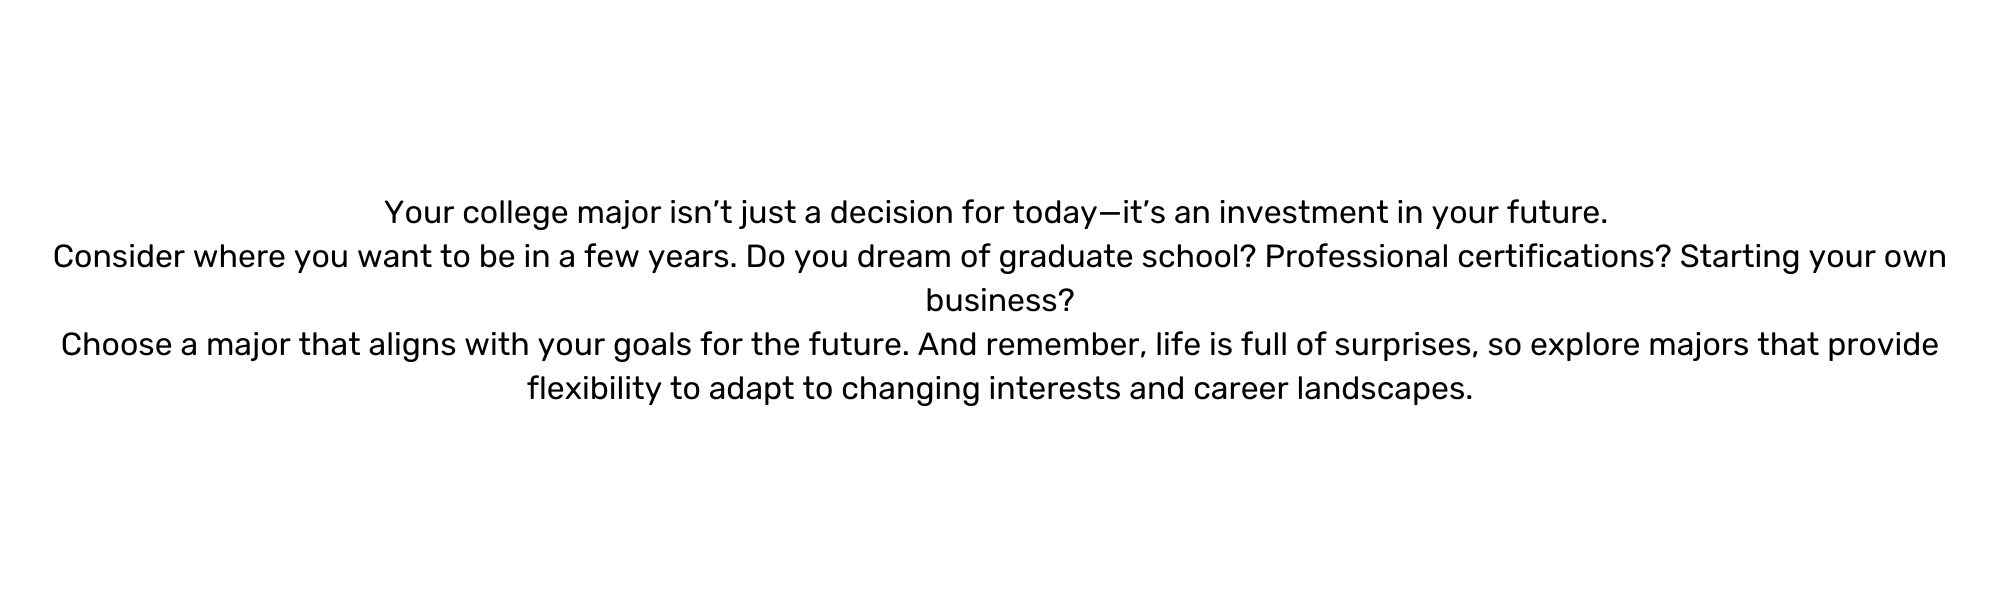 Your college major isn’t just a decision for today—it’s an investment in your future.
Consider where you want to be in a few years. Do you dream of graduate school? Professional certifications? Starting your own
business?
Choose a major that aligns with your goals for the future. And remember, life is full of surprises, so explore majors that provide
flexibility to adapt to changing interests and career landscapes.